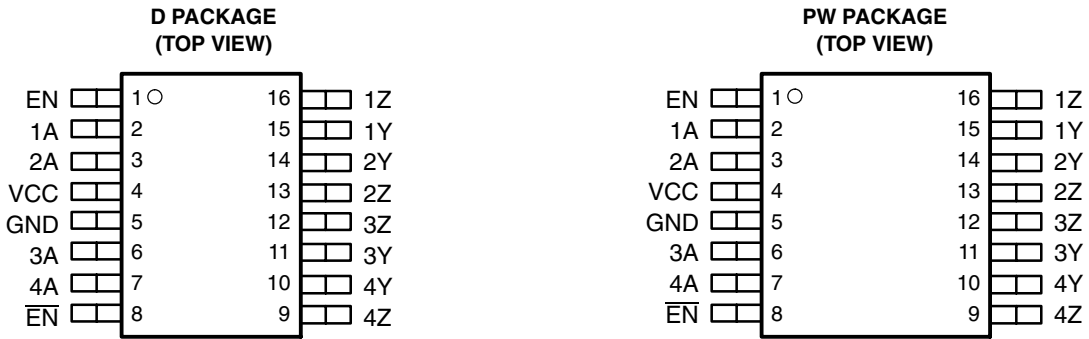 D PACKAGE
(TOP VIEW)
EN 1 16 1Z
1A 2 15 1Y
2A 3 14 2Y
VCC 4 13 2Z
GND 5 12 3Z
3A 6 11 3Y
4A 7 10 4Y
E̅N̅ 8 9 4Z
PW PACKAGE
(TOP VIEW)
EN 1 16 1Z
1A 2 15 1Y
2A 3 14 2Y
VCC 4 13 2Z
GND 5 12 3Z
3A 6 11 3Y
4A 7 10 4Y
E̅N̅ 8 9 4Z